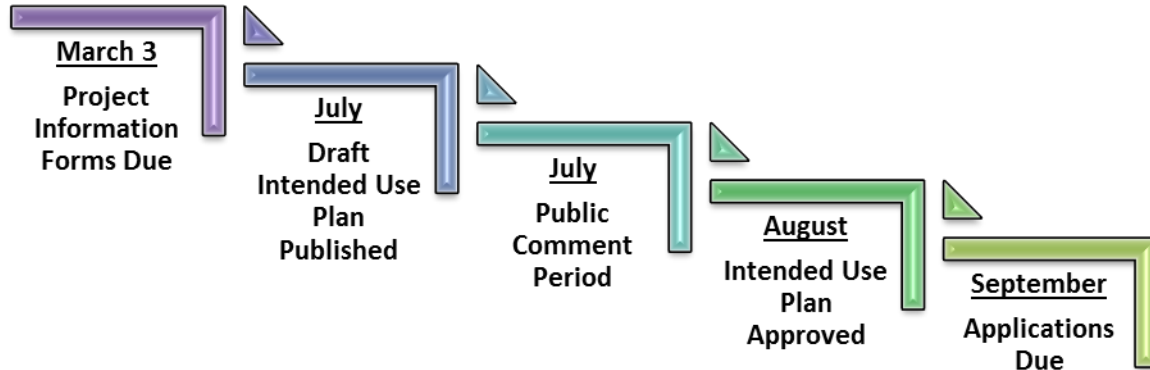 March 3
Project
Information
Forms Due
July
Draft
Intended Use
Plan
Published
July
Public
Comment
Period
August
Intended Use
Plan
Approved
September
Applications
Due